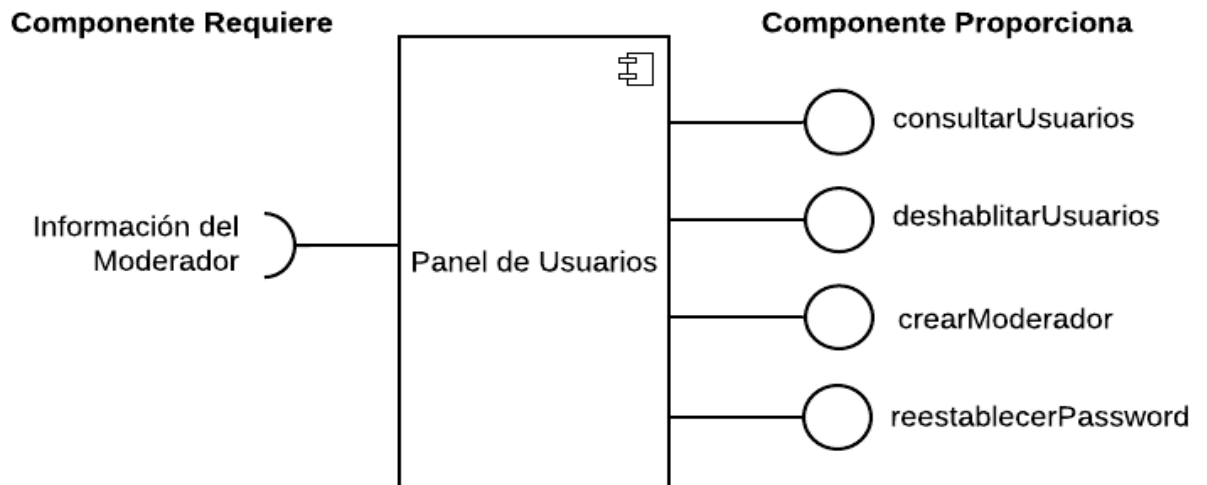 Componente Requiere
Componente Proporciona
consultarUsuarios
deshablitarUsuarios
Información del
Moderador
Panel de Usuarios
crearModerador
reestablecerPassword